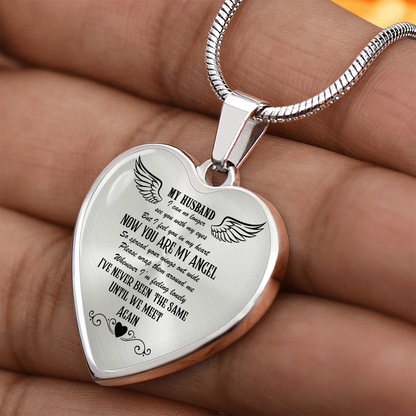 MY HUSBAND
I can no longer
see you with my eyes
But I feel you in my heart
NOW YOU ARE MY ANGEL
So spread your wings out wide
Please wrap them around me
Whenever I'm feeling lonely
I'VE NEVER BEEN THE SAME
UNTIL WE MEET
AGAIN